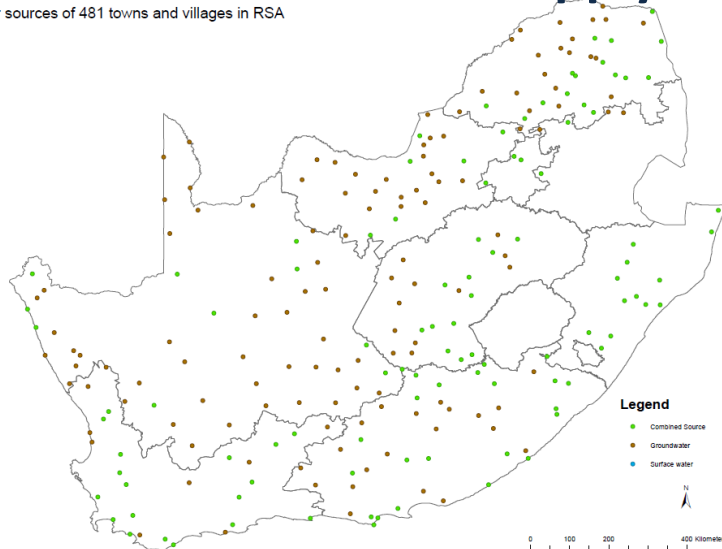 sources of 481 towns and villages in RSA
Legend
Combined Source
Groundwater
Surface water
N
0 100 200 400 Kilomete